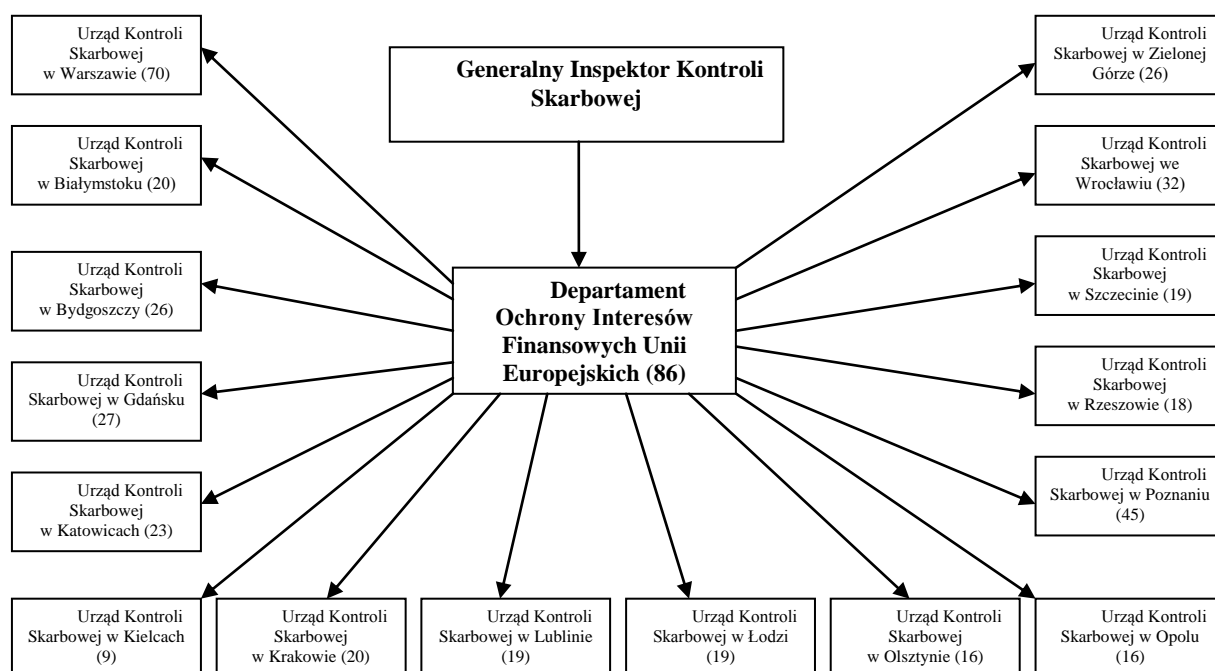 Urząd Kontroli
Skarbowej
w Warszawie (70)
Generalny Inspektor Kontroli
Skarbowej
Urząd Kontroli
Skarbowej w Zielonej
Górze (26)
Urząd Kontroli
Skarbowej
w Białymstoku (20)
Urząd Kontroli
Skarbowej we
Wrocławiu (32)
Urząd Kontroli
Skarbowej
w Bydgoszczy (26)
Departament
Ochrony Interesów
Finansowych Unii
Europejskich (86)
Urząd Kontroli
Skarbowej
w Szczecinie (19)
Urząd Kontroli
Skarbowej w Gdańsku
(27)
Urząd Kontroli
Skarbowej
w Rzeszowie (18)
Urząd Kontroli
Skarbowej
w Katowicach (23)
Urząd Kontroli
Skarbowej w Poznaniu
(45)
Urząd Kontroli
Skarbowej w Kielcach
(9)
Urząd Kontroli
Skarbowej
w Krakowie (20)
Urząd Kontroli
Skarbowej w Lublinie
(19)
Urząd Kontroli
Skarbowej w Łodzi
(19)
Urząd Kontroli
Skarbowej
w Olsztynie (16)
Urząd Kontroli
Skarbowej w Opolu
(16)